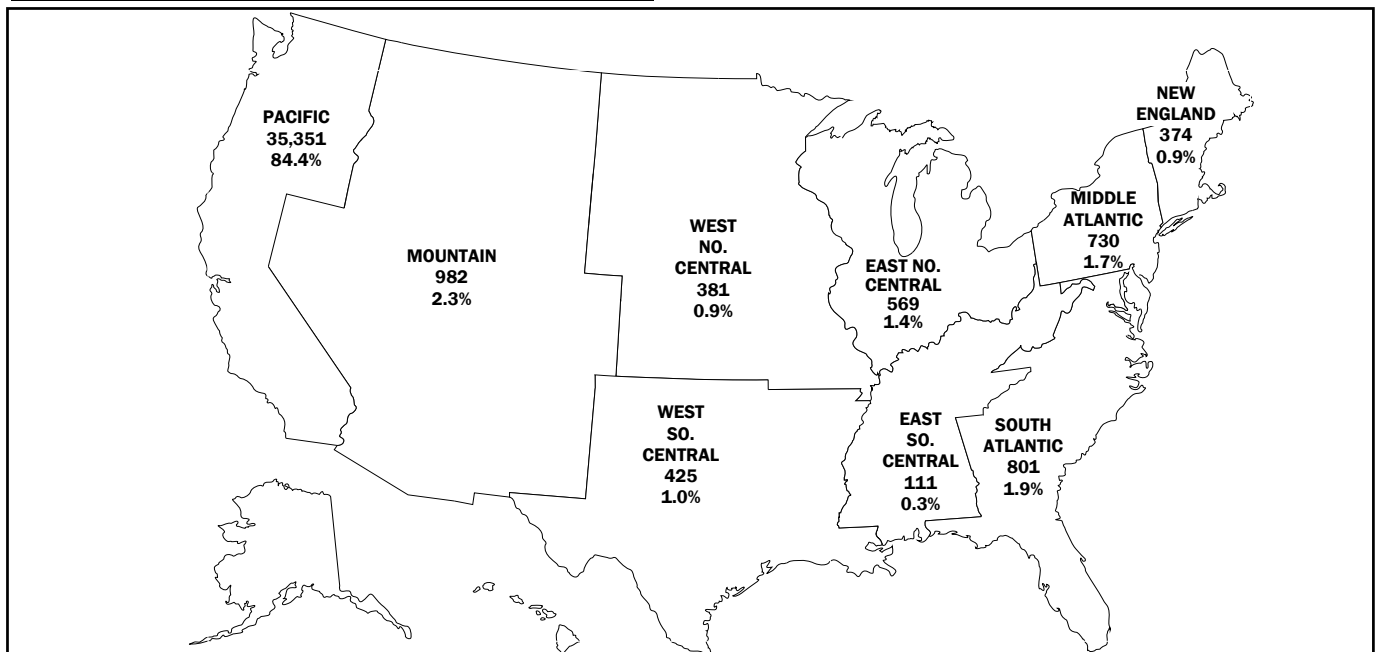 PACIFIC
35,351
84.4%
MOUNTAIN
982
2.3%
WEST
NO.
CENTRAL
381
0.9%
EAST NO.
CENTRAL
569
1.4%
NEW
ENGLAND
374
0.9%
MIDDLE
ATLANTIC
730
1.7%
WEST
SO.
CENTRAL
425
1.0%
EAST
SO.
CENTRAL
111
0.3%
SOUTH
ATLANTIC
801
1.9%